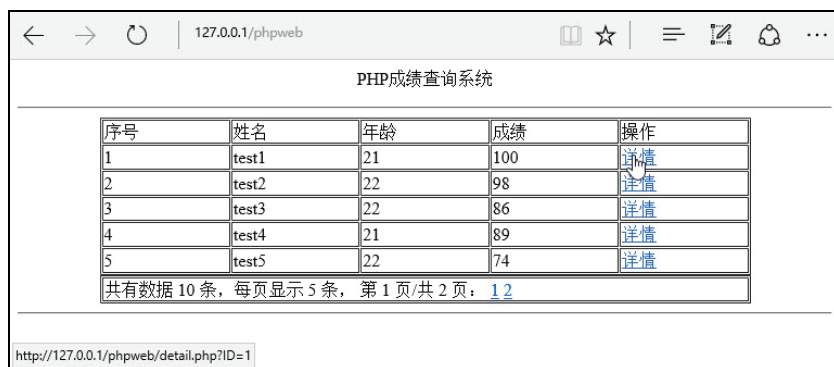 127.0.0.1/phpweb
PHP成绩查询系统
序号 姓名 年龄 成绩 操作
1 test1 21 100 详情
2 test2 22 98 详情
3 test3 22 86 详情
4 test4 21 89 详情
5 test5 22 74 详情
共有数据 10 条，每页显示 5 条， 第 1 页/共 2 页： 1 2
http://127.0.0.1/phpweb/detail.php?ID=1